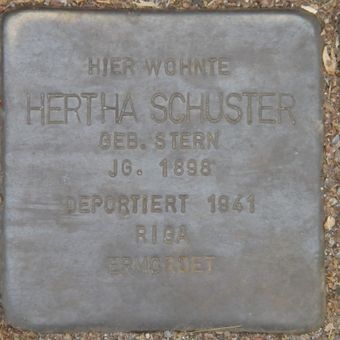 HIER WOHNTE
HERTHA SCHUSTER
GEB. STERN
JG. 1898
DEPORTIERT 1941
RIGA
ERMORDET